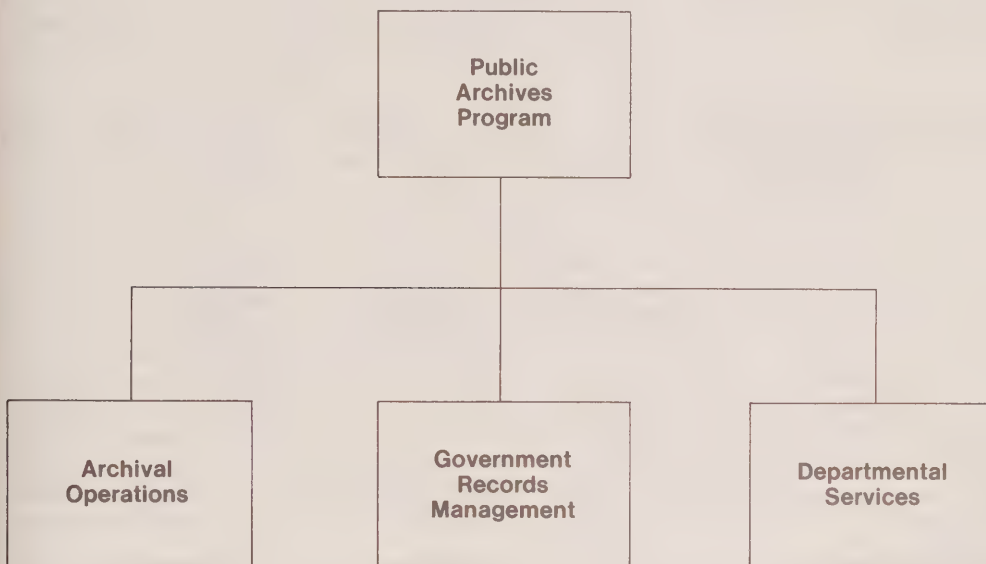 Public
Archives
Program
Archival
Operations
Government
Records
Management
Departmental
Services